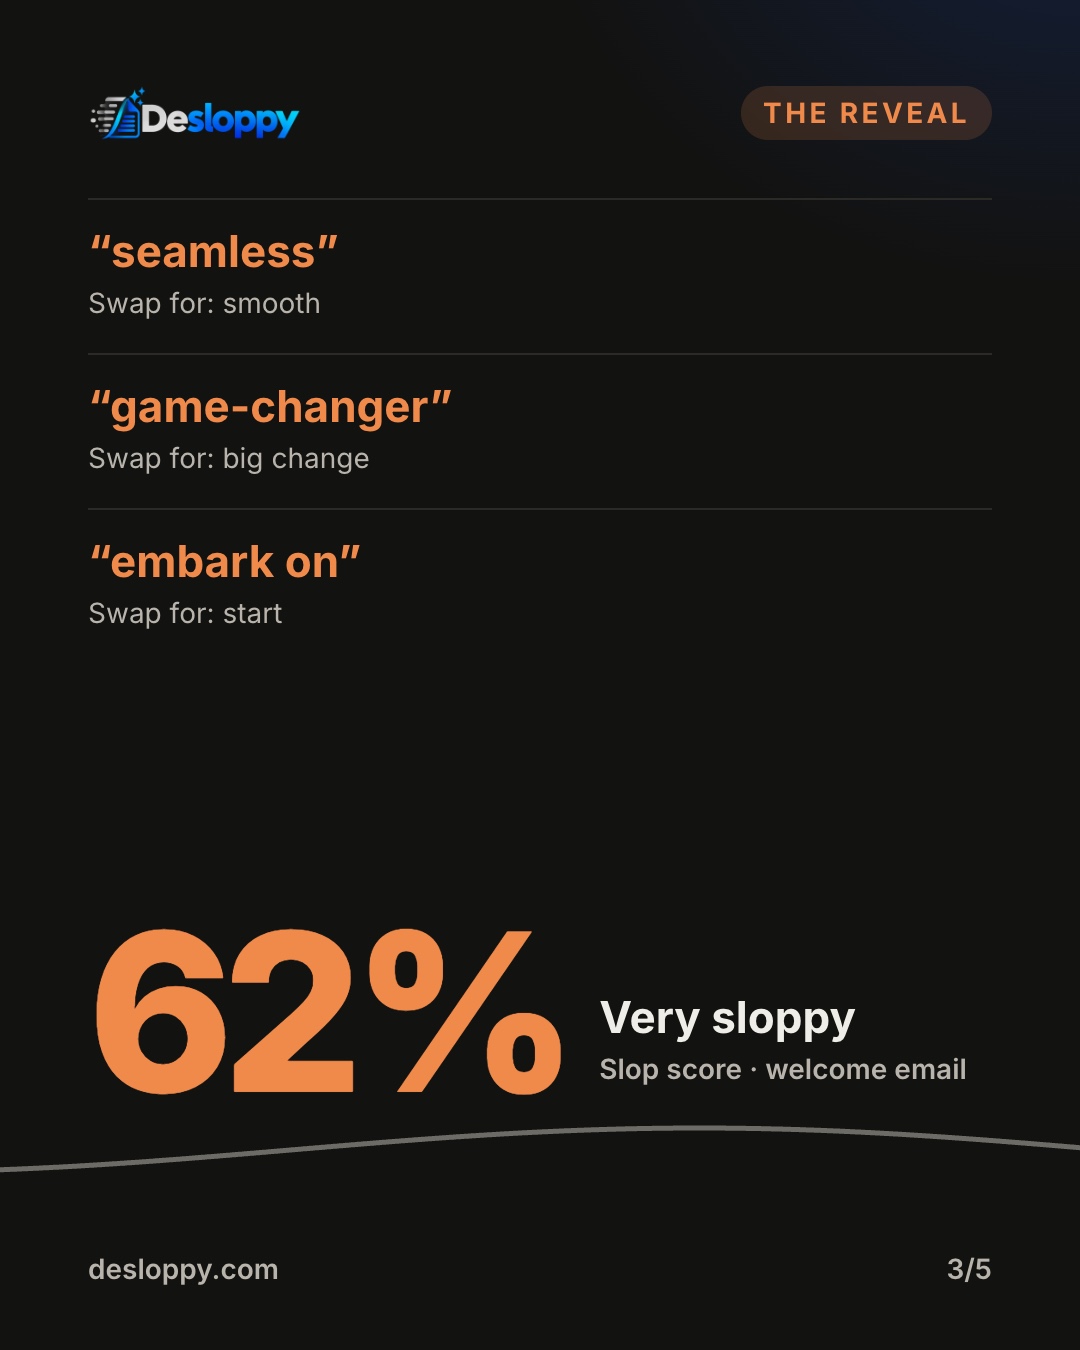 Desloppy
THE REVEAL
“seamless”
Swap for: smooth
“game-changer”
Swap for: big change
“embark on”
Swap for: start
62%
Very sloppy
Slop score · welcome email
desloppy.com
3/5